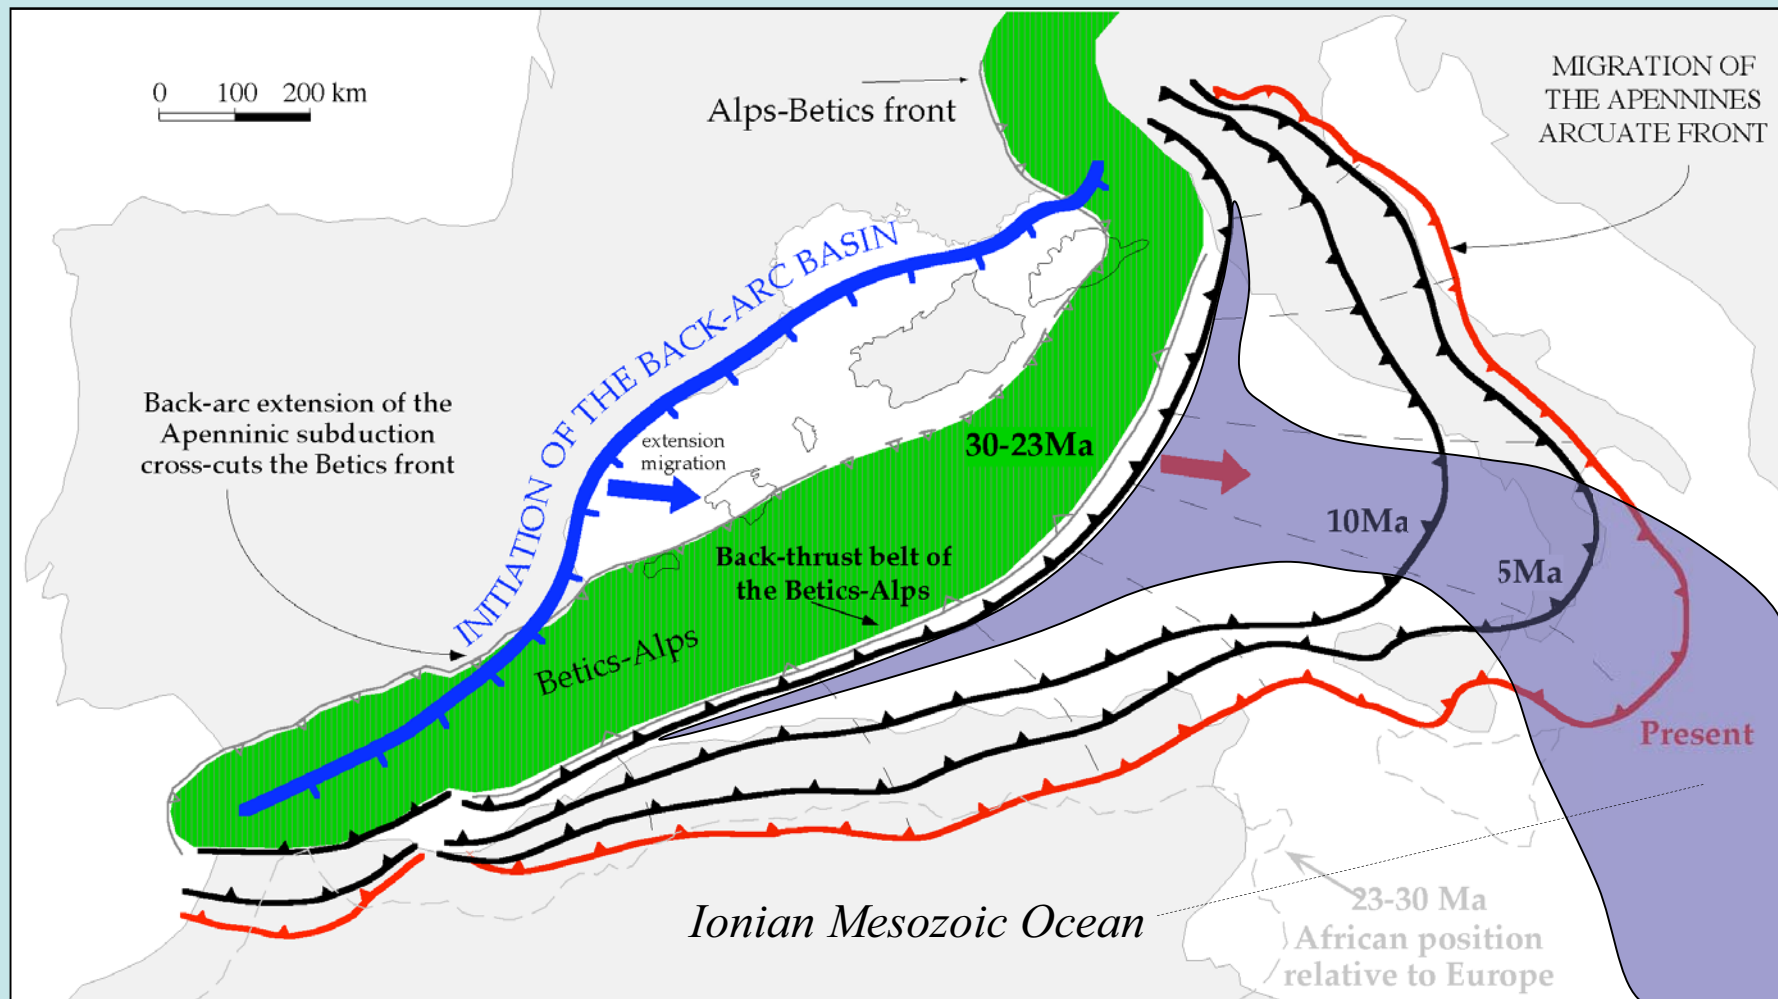 0 100 200 km
Alps-Betics front
MIGRATION OF
THE APENNINES
ARCUATE FRONT
INITIATION OF THE BACK-ARC BASIN
Back-arc extension of the
Apenninic subduction
cross-cuts the Betics front
extension
migration
30-23Ma
10Ma
5Ma
Back-thrust belt of
the Betics-Alps
Betics-Alps
Present
Ionian Mesozoic Ocean
23-30 Ma
African position
relative to Europe